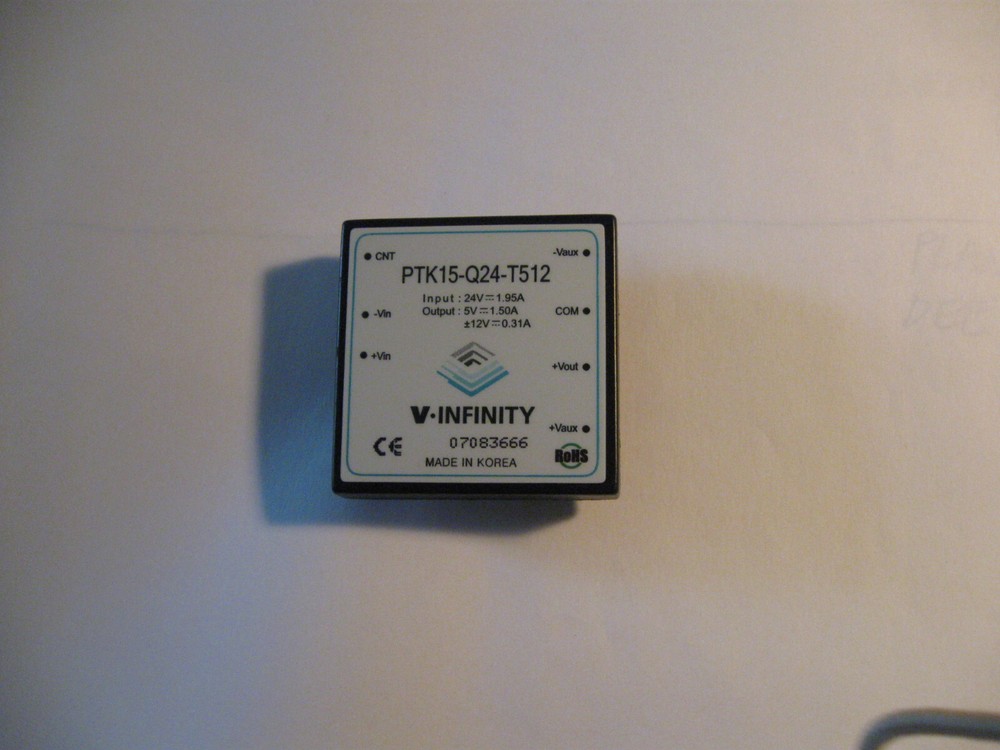 CNT
-Vaux
PTK15-Q24-T512
Input : 24V⎓1.95A
-Vin
Output : 5V⎓1.50A
COM
±12V⎓0.31A
+Vin
+Vout
V·INFINITY
+Vaux
CE
07083666
RoHS
MADE IN KOREA